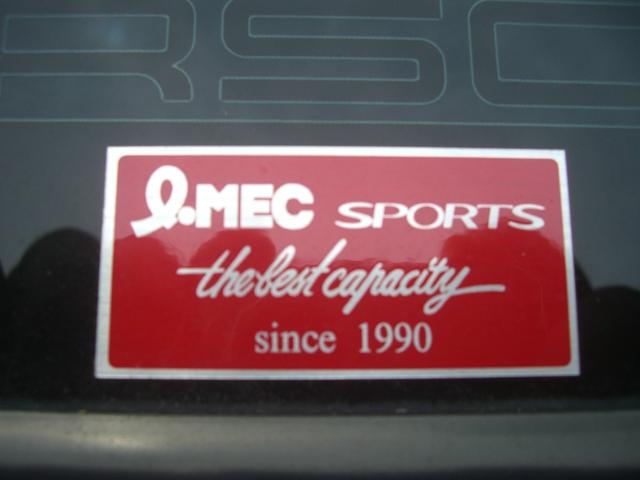 RSC
l.MEC SPORTS
the best capacity
since 1990